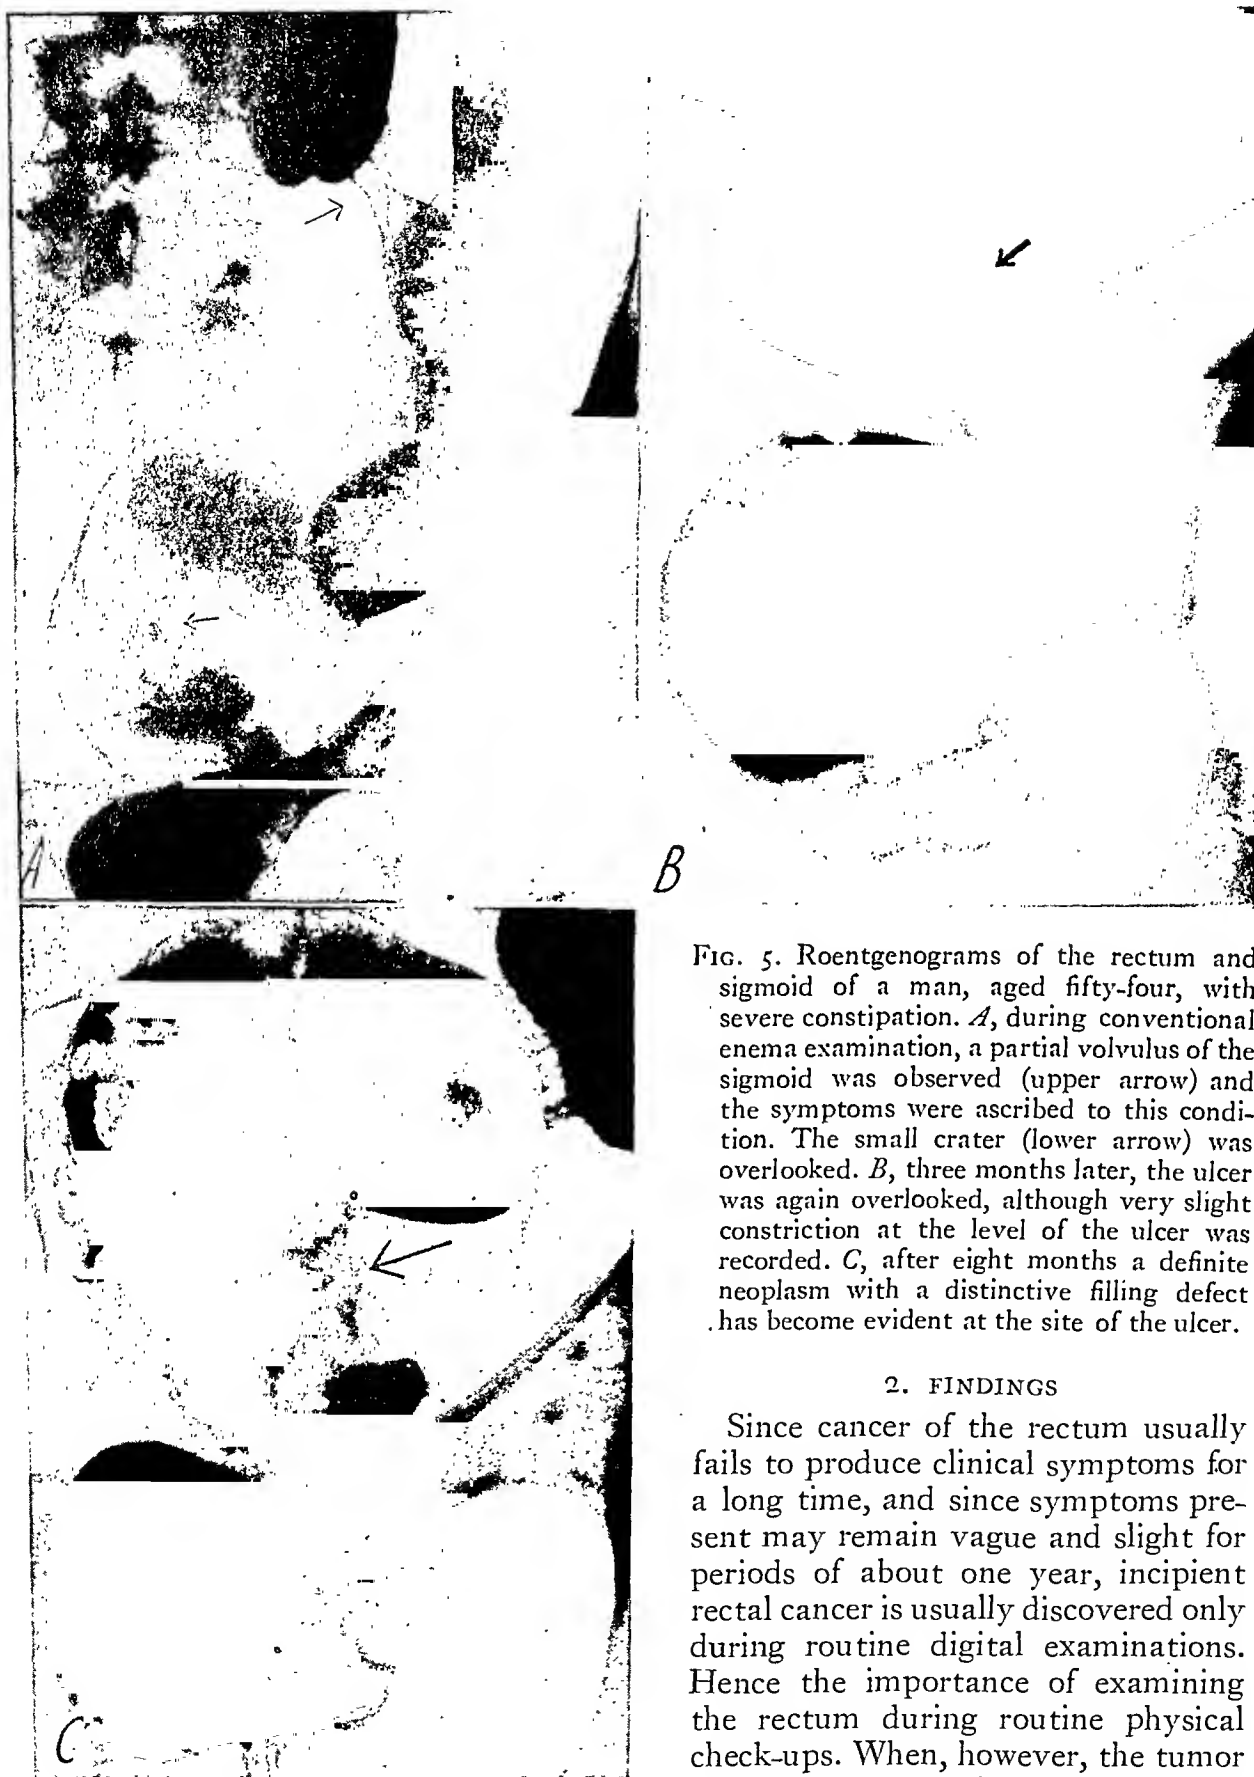 A
B
C
FIG. 5. Roentgenograms of the rectum and
sigmoid of a man, aged fifty-four, with
severe constipation. A, during conventional
enema examination, a partial volvulus of the
sigmoid was observed (upper arrow) and
the symptoms were ascribed to this condi-
tion. The small crater (lower arrow) was
overlooked. B, three months later, the ulcer
was again overlooked, although very slight
constriction at the level of the ulcer was
recorded. C, after eight months a definite
neoplasm with a distinctive filling defect
has become evident at the site of the ulcer.
2. FINDINGS
Since cancer of the rectum usually
fails to produce clinical symptoms for
a long time, and since symptoms pre-
sent may remain vague and slight for
periods of about one year, incipient
rectal cancer is usually discovered only
during routine digital examinations.
Hence the importance of examining
the rectum during routine physical
check-ups. When, however, the tumor